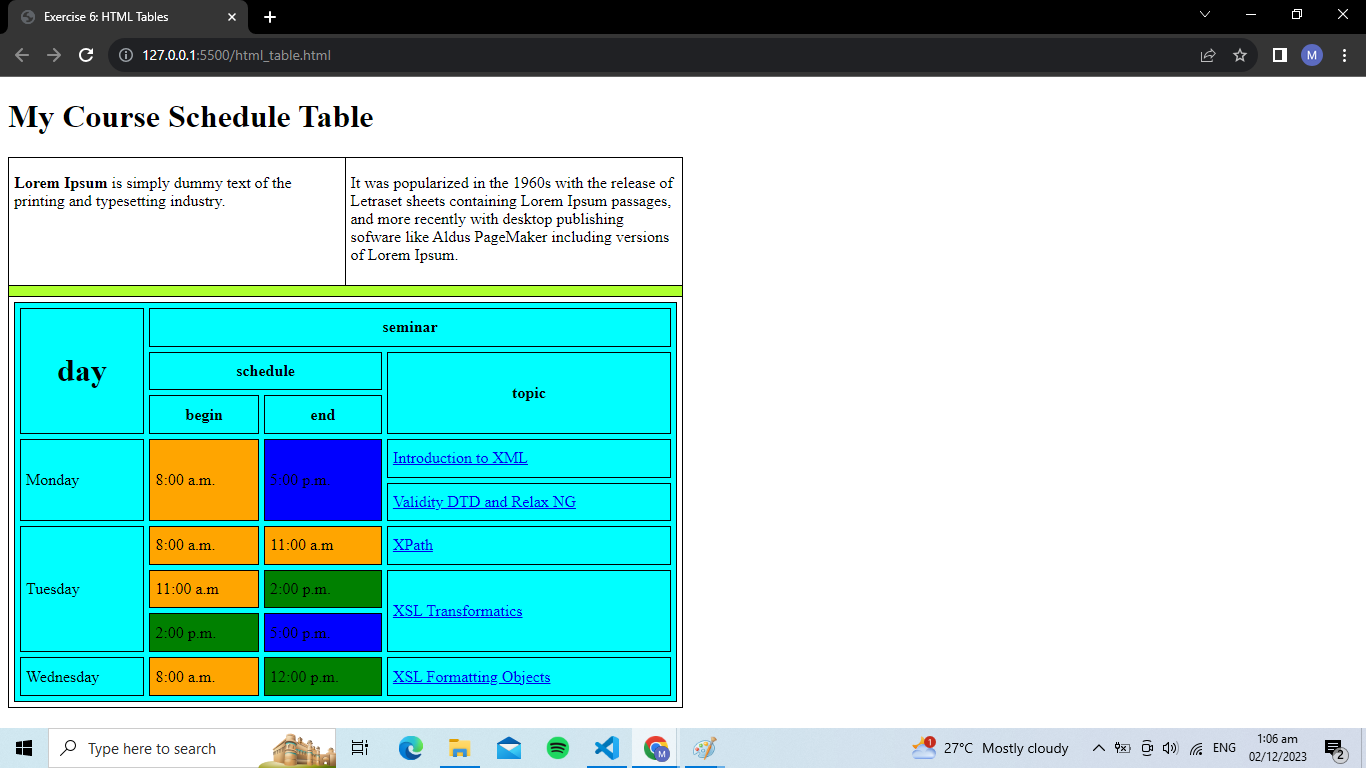 Exercise 6: HTML Tables
127.0.0.1:5500/html_table.html
M
My Course Schedule Table
Lorem Ipsum is simply dummy text of the
printing and typesetting industry.
It was popularized in the 1960s with the release of
Letraset sheets containing Lorem Ipsum passages,
and more recently with desktop publishing
sofware like Aldus PageMaker including versions
of Lorem Ipsum.
day
seminar
schedule
topic
begin
end
Monday
8:00 a.m.
5:00 p.m.
Introduction to XML
Validity DTD and Relax NG
Tuesday
8:00 a.m.
11:00 a.m
XPath
11:00 a.m
2:00 p.m.
XSL Transformatics
2:00 p.m.
5:00 p.m.
Wednesday
8:00 a.m.
12:00 p.m.
XSL Formatting Objects
Type here to search
M
1
27°C Mostly cloudy
ENG
1:06 am
02/12/2023
2